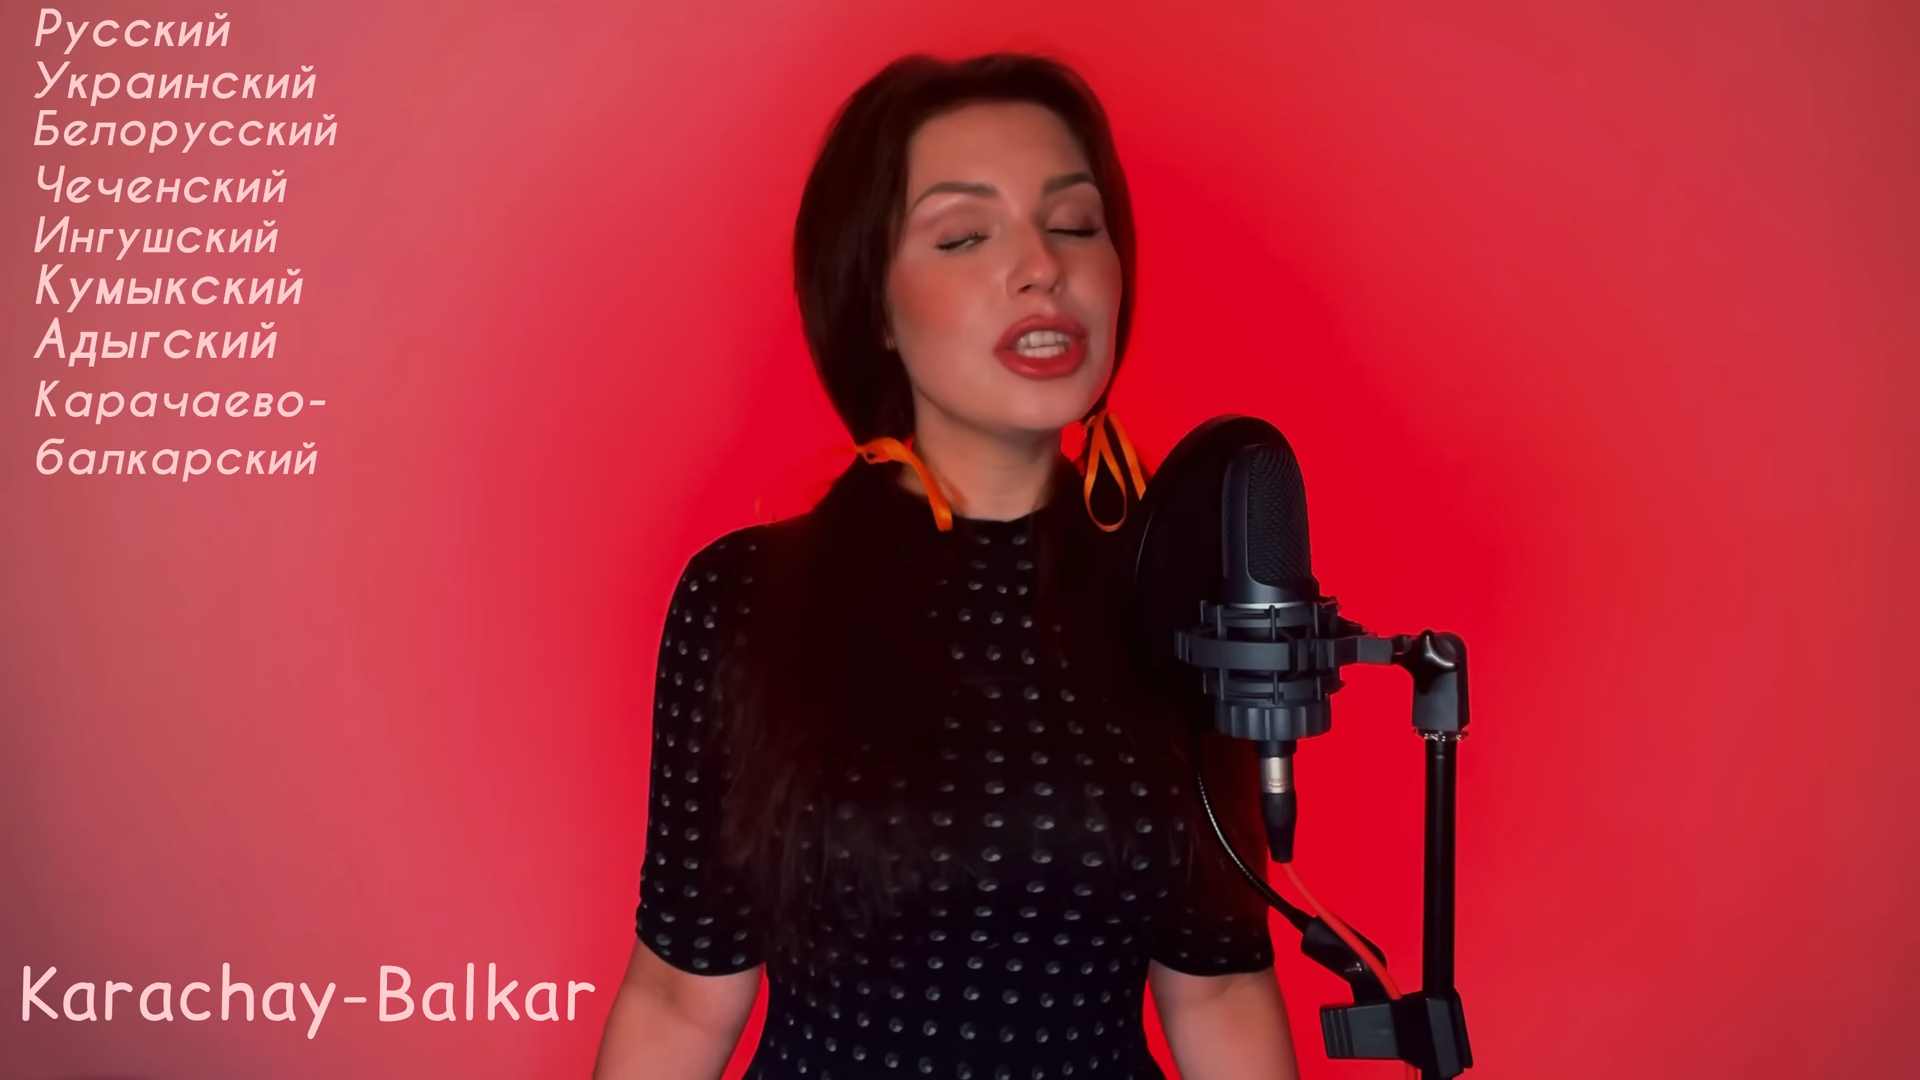 Русский
Украинский
Белорусский
Чеченский
Ингушский
Кумыкский
Адыгский
Карачаево-
балкарский
Karachay-Balkar